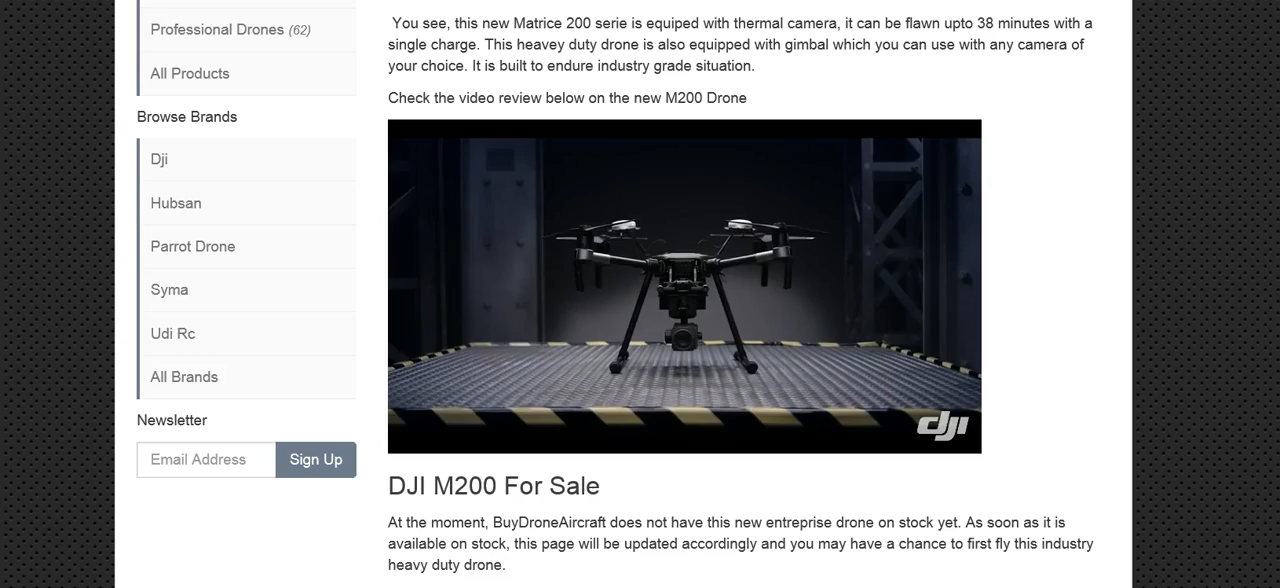 Professional Drones (62)
All Products
Browse Brands
Dji
Hubsan
Parrot Drone
Syma
Udi Rc
All Brands
Newsletter
Email Address
Sign Up
You see, this new Matrice 200 serie is equiped with thermal camera, it can be flawn upto 38 minutes with a
single charge. This heavey duty drone is also equipped with gimbal which you can use with any camera of
your choice. It is built to endure industry grade situation.
Check the video review below on the new M200 Drone
dji
DJI M200 For Sale
At the moment, BuyDroneAircraft does not have this new entreprise drone on stock yet. As soon as it is
available on stock, this page will be updated accordingly and you may have a chance to first fly this industry
heavy duty drone.